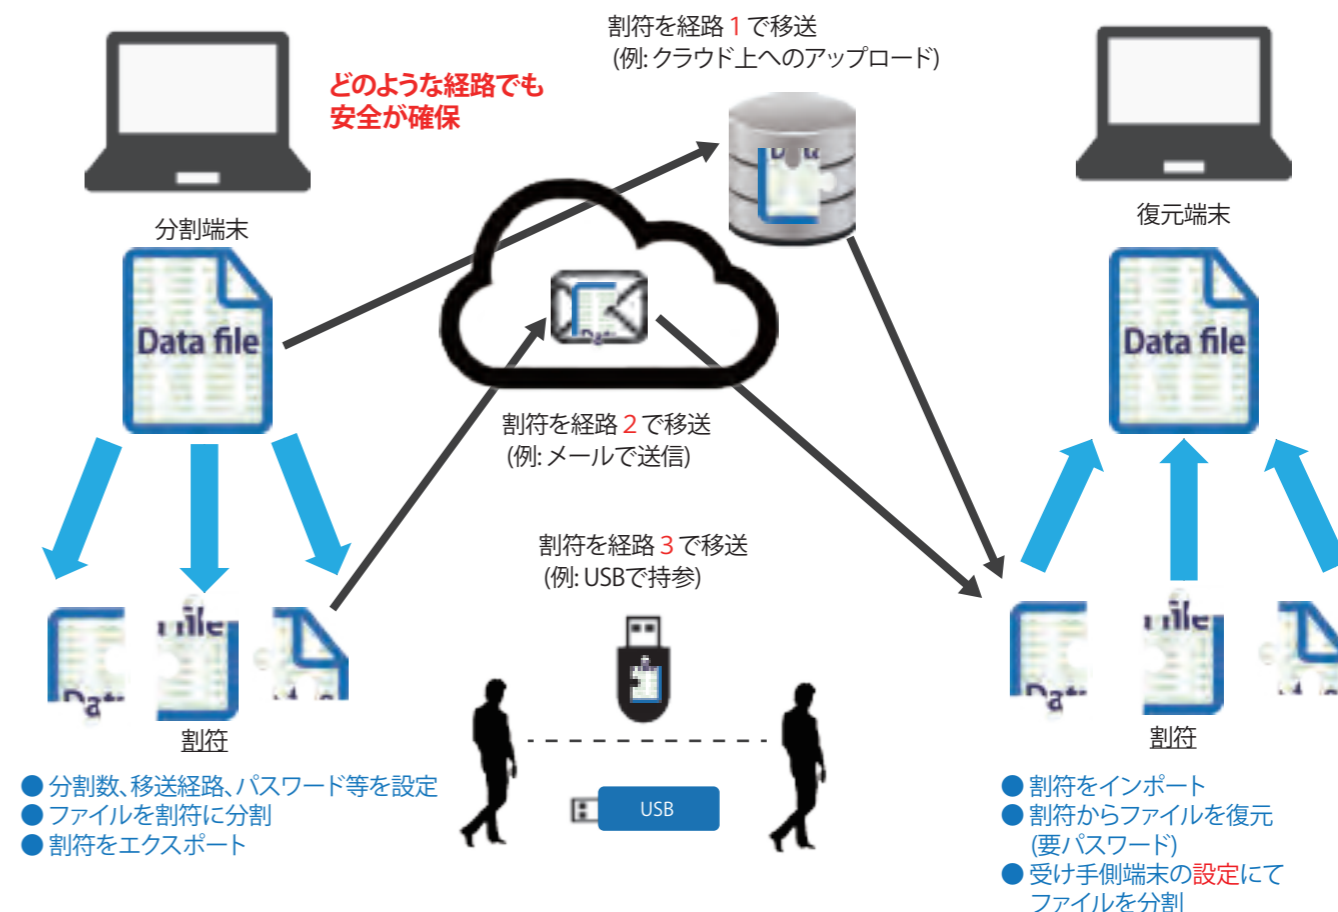 割符を経路 1 で移送
(例: クラウド上へのアップロード)
どのような経路でも
安全が確保
分割端末
復元端末
Data file
Data file
割符を経路 2 で移送
(例: メールで送信)
割符を経路 3 で移送
(例: USBで持参)
割符
割符
● 分割数、移送経路、パスワード等を設定
● ファイルを割符に分割
● 割符をエクスポート
USB
● 割符をインポート
● 割符からファイルを復元
(要パスワード)
● 受け手側端末の設定にて
ファイルを分割